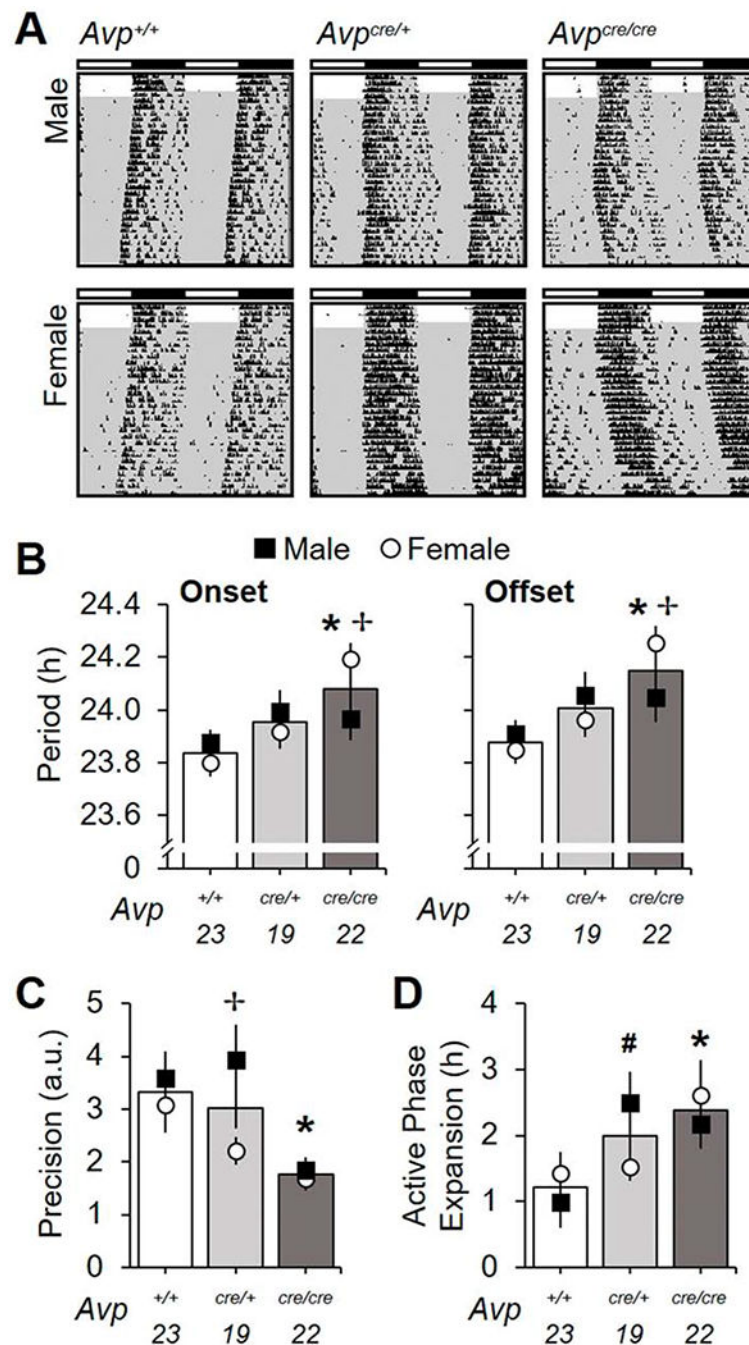 A
Avp+/+ Avpcre/+ Avpcre/cre
Male
Female
■ Male ○ Female
B
Onset Offset
Period (h)
24.4
24.2
24.0
23.8
23.6
0
* ✢ * ✢
Avp +/+ cre/+ cre/cre +/+ cre/+ cre/cre
23 19 22 23 19 22
C
Precision (a.u.)
5
4
3
2
1
0
✢ *
Avp +/+ cre/+ cre/cre
23 19 22
D
Active Phase
Expansion (h)
4
3
2
1
0
# *
Avp +/+ cre/+ cre/cre
23 19 22